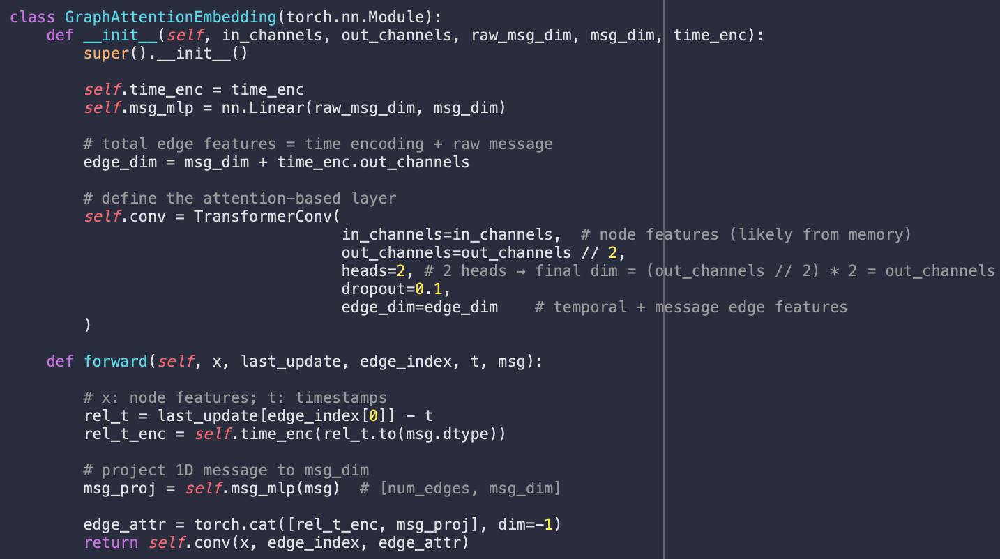 class GraphAttentionEmbedding(torch.nn.Module):
    def __init__(self, in_channels, out_channels, raw_msg_dim, msg_dim, time_enc):
        super().__init__()

        self.time_enc = time_enc
        self.msg_mlp = nn.Linear(raw_msg_dim, msg_dim)

        # total edge features = time encoding + raw message
        edge_dim = msg_dim + time_enc.out_channels

        # define the attention-based layer
        self.conv = TransformerConv(
                                    in_channels=in_channels,  # node features (likely from memory)
                                    out_channels=out_channels // 2,
                                    heads=2, # 2 heads → final dim = (out_channels // 2) * 2 = out_channels
                                    dropout=0.1,
                                    edge_dim=edge_dim    # temporal + message edge features
        )

    def forward(self, x, last_update, edge_index, t, msg):

        # x: node features; t: timestamps
        rel_t = last_update[edge_index[0]] - t
        rel_t_enc = self.time_enc(rel_t.to(msg.dtype))

        # project 1D message to msg_dim
        msg_proj = self.msg_mlp(msg)  # [num_edges, msg_dim]

        edge_attr = torch.cat([rel_t_enc, msg_proj], dim=-1)
        return self.conv(x, edge_index, edge_attr)